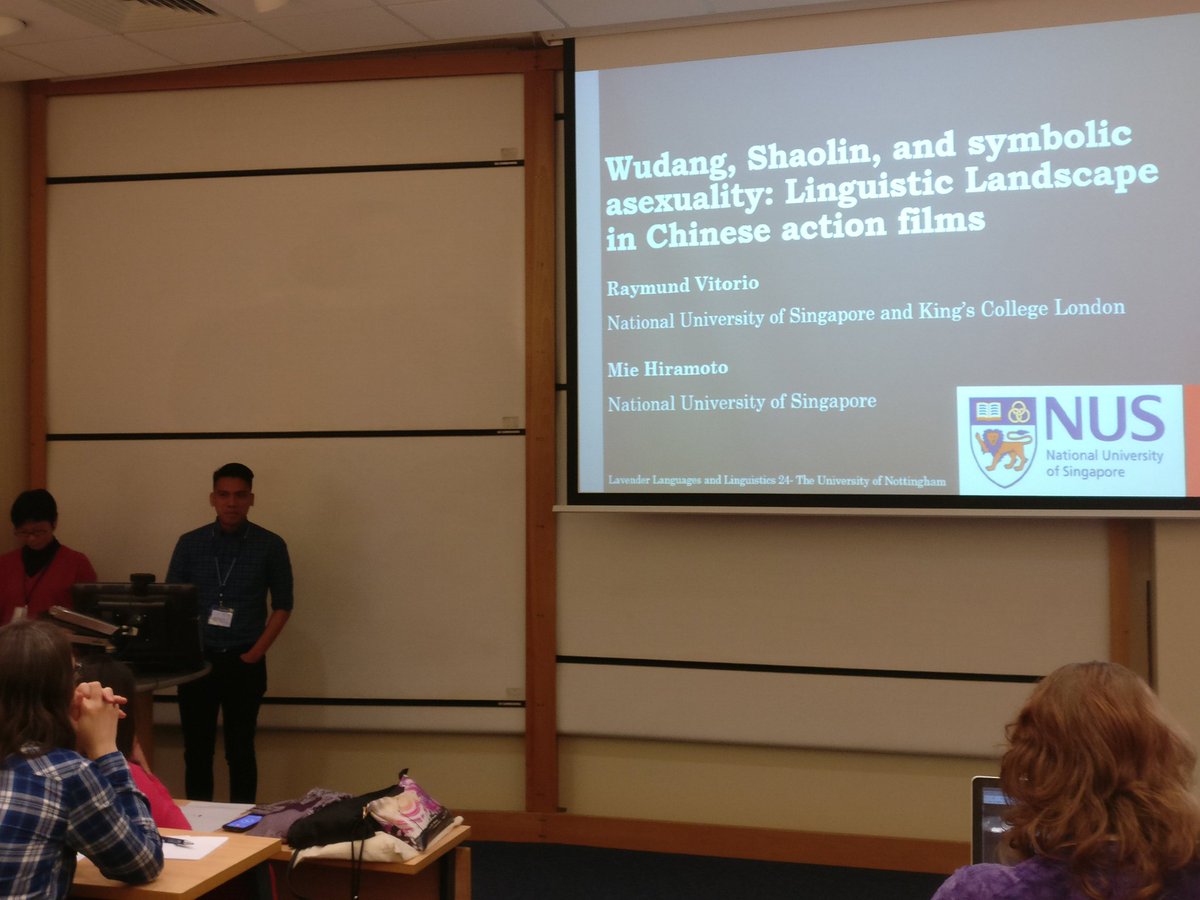 Wudang, Shaolin, and symbolic
asexuality: Linguistic Landscape
in Chinese action films
Raymund Vitorio
National University of Singapore and King's College London
Mie Hiramoto
National University of Singapore
NUS
National University
of Singapore
Lavender Languages and Linguistics 24- The University of Nottingham